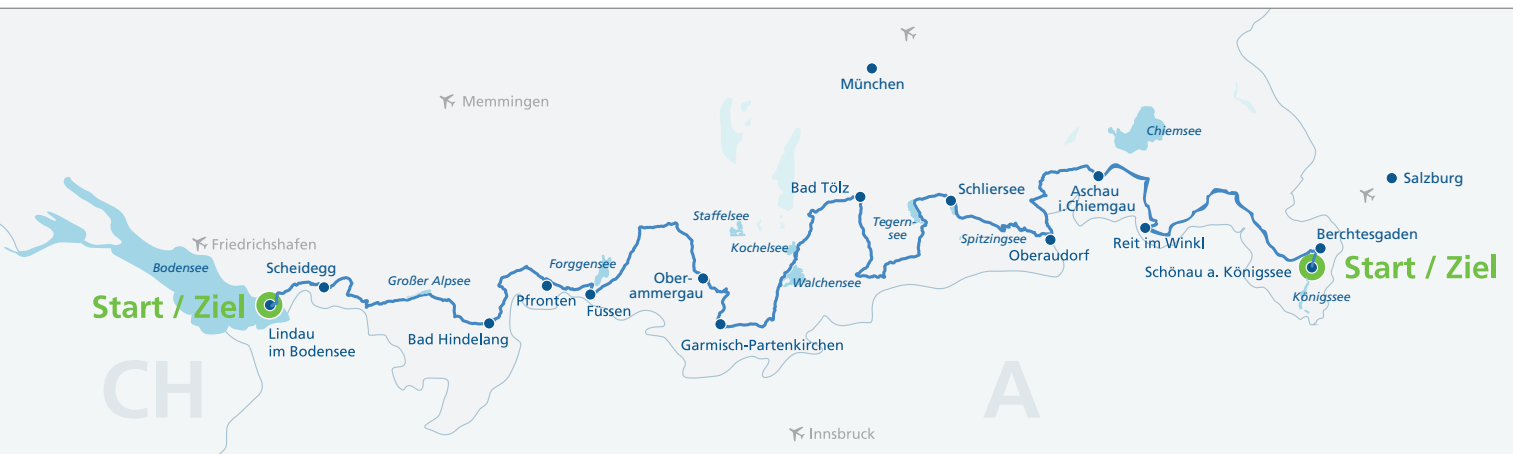 München
Memmingen
Chiemsee
Salzburg
Bad Tölz
Schliersee
Aschau
i.Chiemgau
Staffelsee
Tegern-
see
Kochelsee
Spitzingsee
Oberaudorf
Reit im Winkl
Berchtesgaden
Friedrichshafen
Bodensee
Scheidegg
Großer Alpsee
Forggensee
Ober-
ammergau
Walchensee
Schönau a. Königssee
Start / Ziel
Königssee
Start / Ziel
Pfronten
Füssen
Lindau
im Bodensee
Bad Hindelang
Garmisch-Partenkirchen
CH
A
Innsbruck